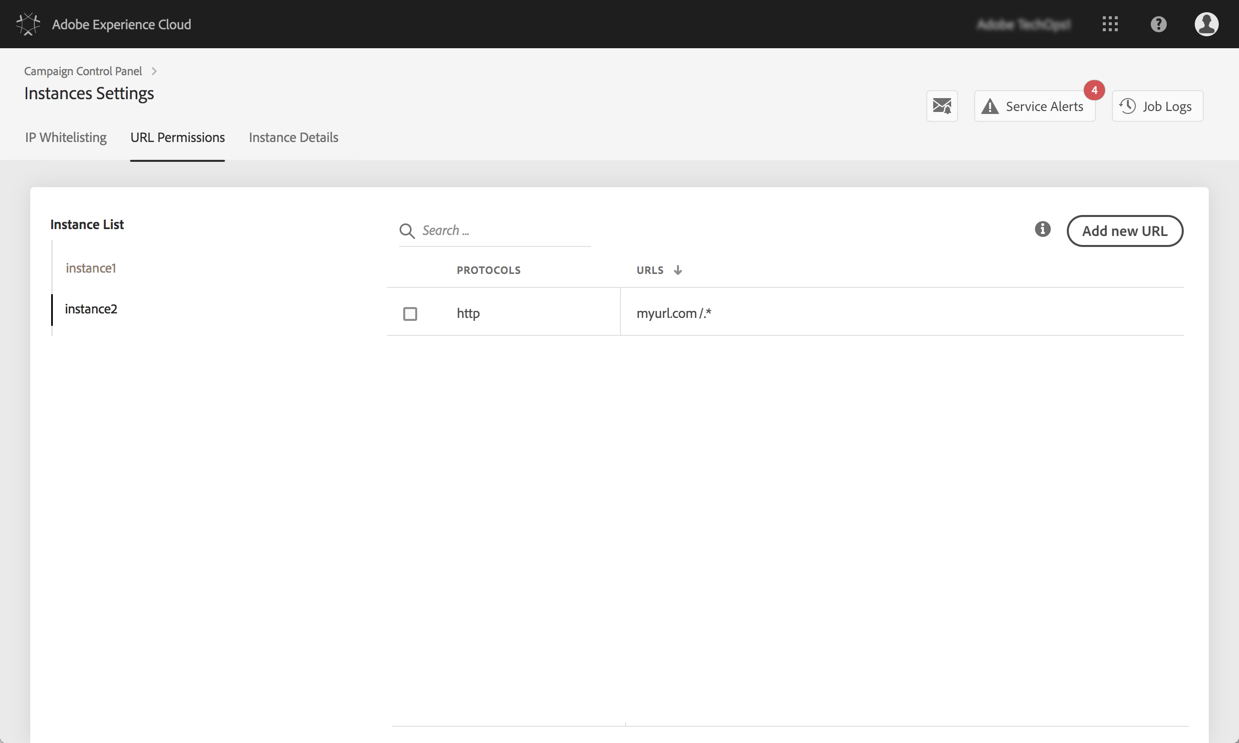 Adobe Experience Cloud
Campaign Control Panel
Instances Settings
4
Service Alerts
Job Logs
IP Whitelisting
URL Permissions
Instance Details
Instance List
instance1
instance2
Search ...
Add new URL
PROTOCOLS
URLS
http
myurl.com/.*